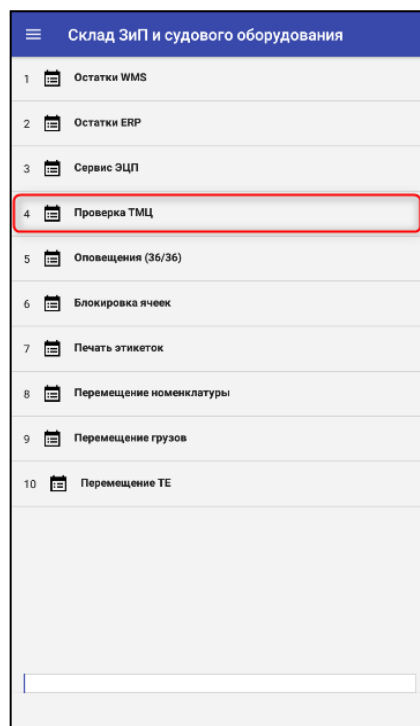 Склад ЗиП и судового оборудования
1 Остатки WMS
2 Остатки ERP
3 Сервис ЭЦП
4 Проверка ТМЦ
5 Оповещения (36/36)
6 Блокировка ячеек
7 Печать этикеток
8 Перемещение номенклатуры
9 Перемещение грузов
10 Перемещение ТЕ